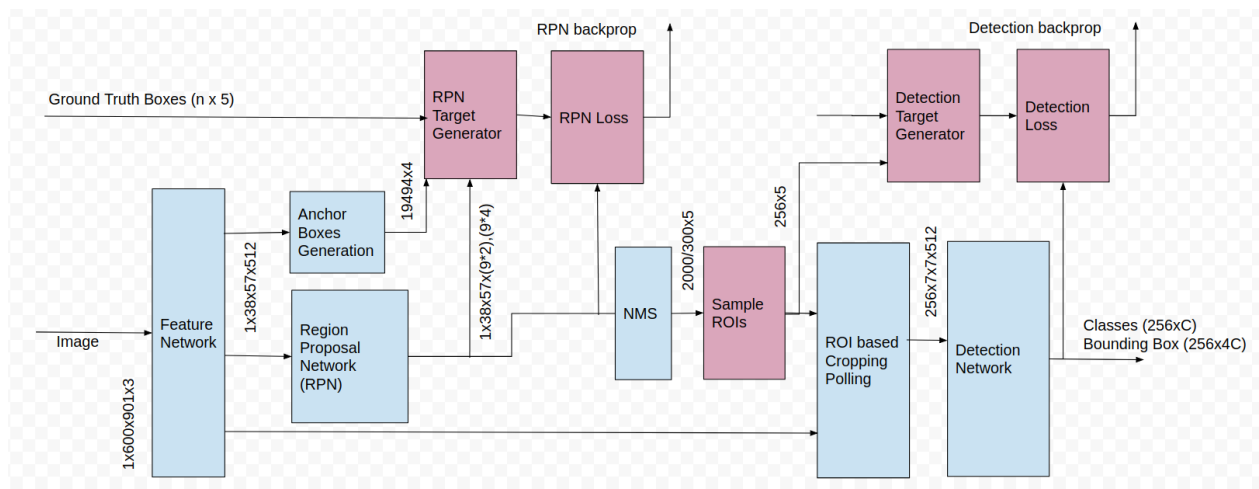 RPN backprop
Detection backprop
Ground Truth Boxes (n x 5)
RPN
Target
Generator
RPN Loss
Detection
Target
Generator
Detection
Loss
19494x4
256x5
Anchor
Boxes
Generation
1x38x57x512
1x38x57x(9*2),(9*4)
2000/300x5
256x7x7x512
Image
Feature
Network
Region
Proposal
Network
(RPN)
NMS
Sample
ROIs
ROI based
Cropping
Polling
Detection
Network
Classes (256xC)
Bounding Box (256x4C)
1x600x901x3